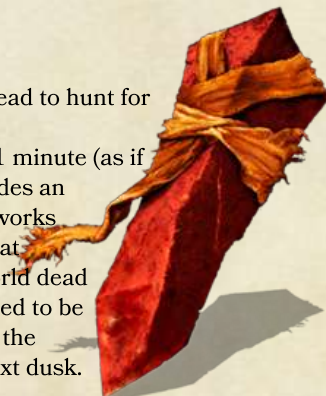 ead to hunt for
1 minute (as if
des an
works
at
rld dead
ed to be
the
xt dusk.